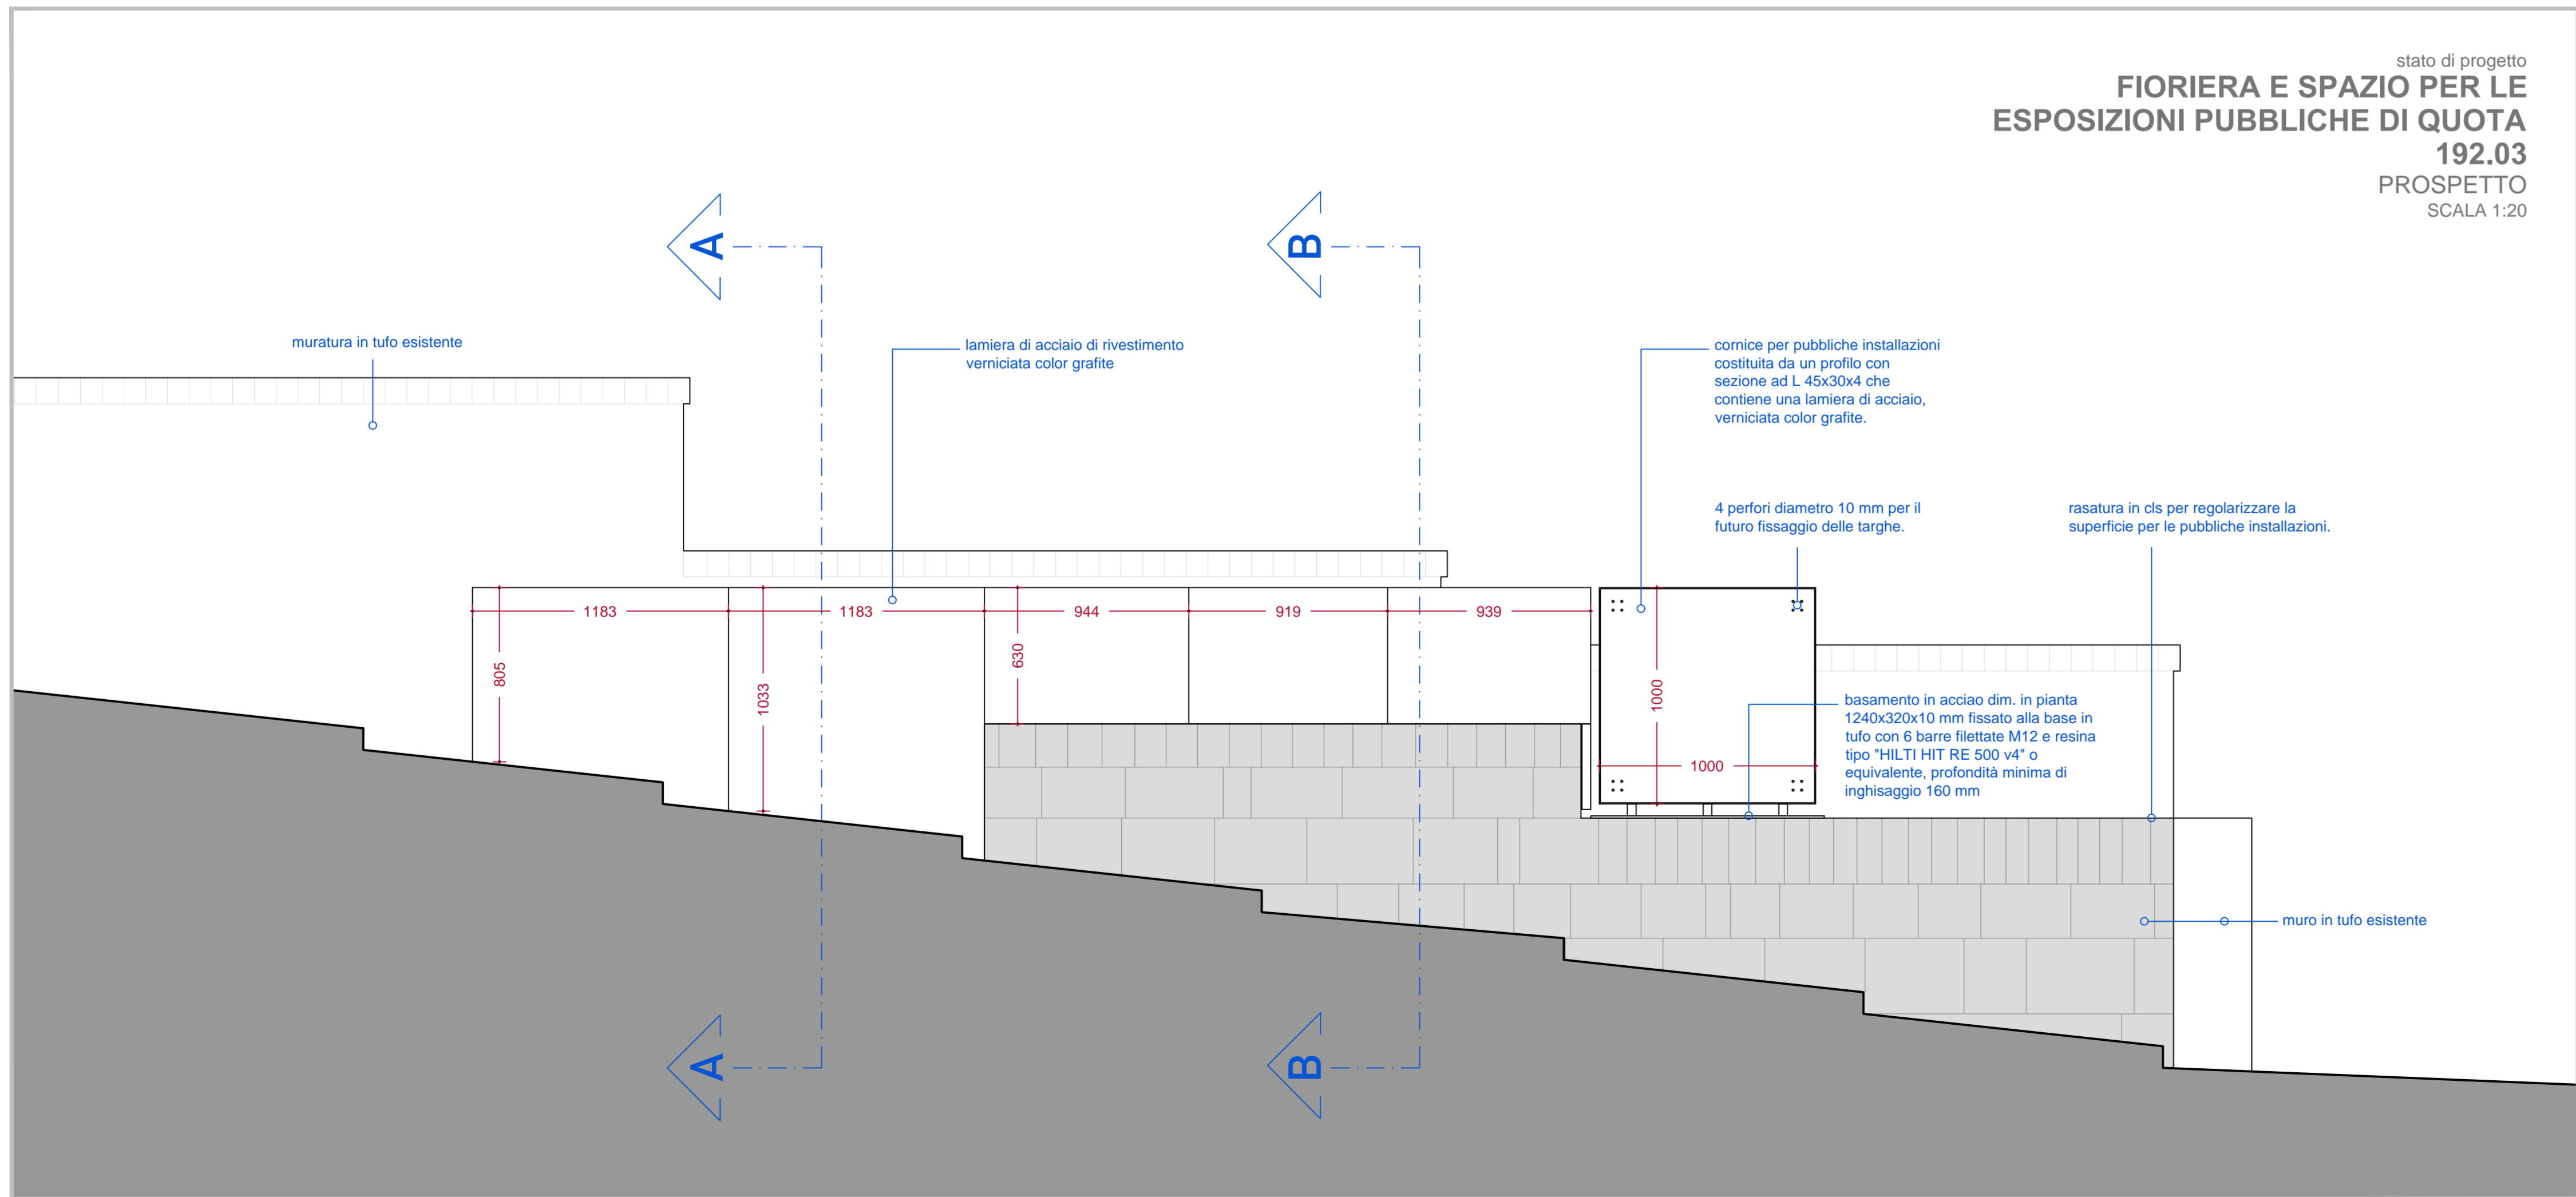 stato di progetto
FIORIERA E SPAZIO PER LE
ESPOSIZIONI PUBBLICHE DI QUOTA
192.03
PROSPETTO
SCALA 1:20
A
B
muratura in tufo esistente
lamiera di acciaio di rivestimento
verniciata color grafite
cornice per pubbliche installazioni
costituita da un profilo con
sezione ad L 45x30x4 che
contiene una lamiera di acciaio,
verniciata color grafite.
4 perfori diametro 10 mm per il
futuro fissaggio delle targhe.
rasatura in cls per regolarizzare la
superficie per le pubbliche installazioni.
1183
1183
944
919
939
805
1033
630
1000
1000
basamento in acciao dim. in pianta
1240x320x10 mm fissato alla base in
tufo con 6 barre filettate M12 e resina
tipo "HILTI HIT RE 500 v4" o
equivalente, profondità minima di
inghisaggio 160 mm
muro in tufo esistente
A
B